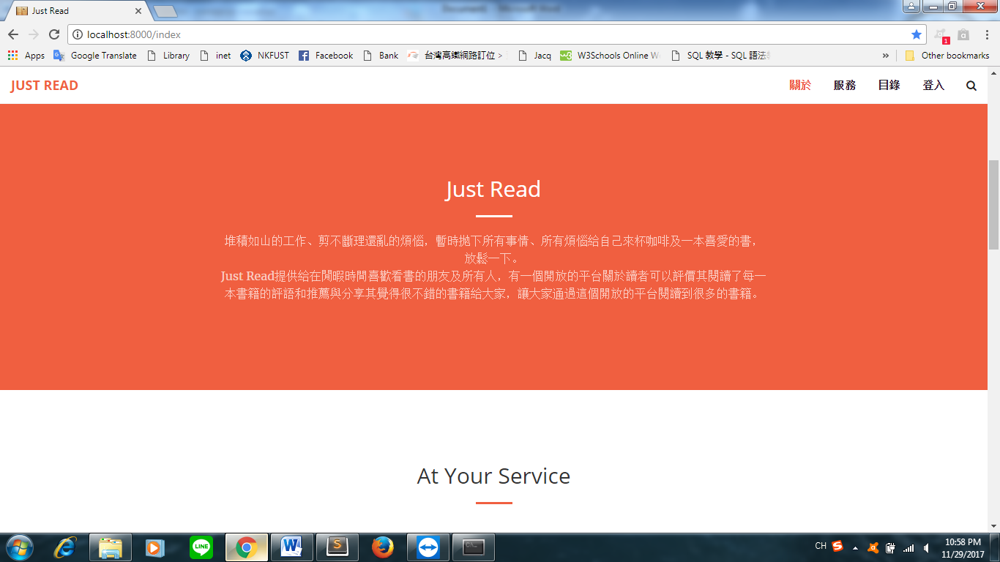 Just Read
localhost:8000/index
1
Apps Google Translate Library inet NKFUST Facebook Bank 台灣高鐵網路訂位 > Jacq W3Schools Online SQL 教學 - SQL 語法 » Other bookmarks
JUST READ 關於 服務 目錄 登入
Just Read
堆積如山的工作、剪不斷理還亂的煩惱，暫時拋下所有事情、所有煩惱給自己來杯咖啡及一本喜愛的書，
放鬆一下。
Just Read提供給在閒暇時間喜歡看書的朋友及所有人，有一個開放的平台關於讀者可以評價其閱讀了每一
本書籍的評語和推薦與分享其覺得很不錯的書籍給大家，讓大家通過這個開放的平台閱讀到很多的書籍。
At Your Service
LINE
CH
10:58 PM
11/29/2017